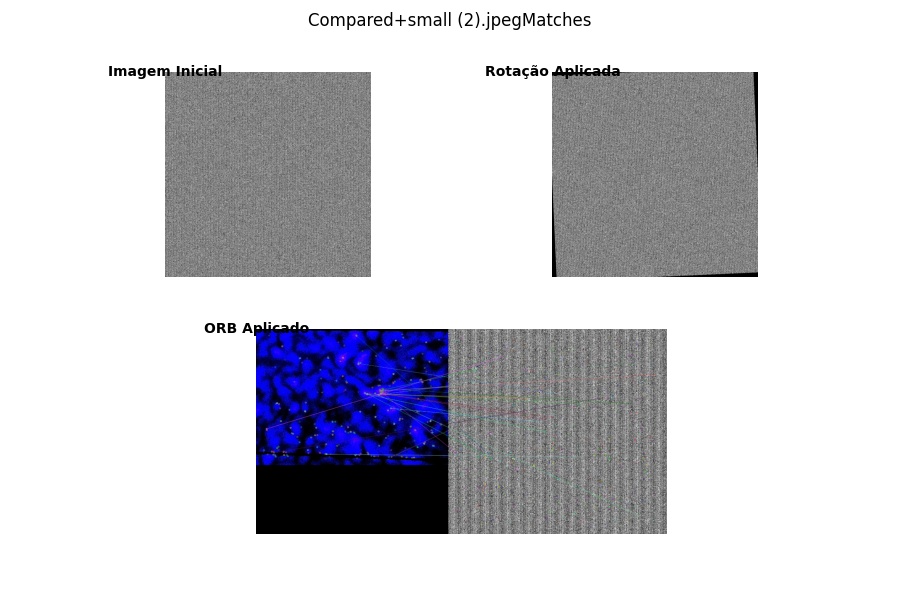 Compared+small (2).jpegMatches
Imagem Inicial
Rotação Aplicada
ORB Aplicado